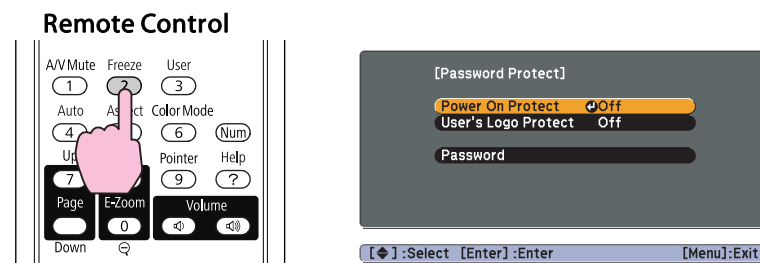 Remote Control
A/V Mute Freeze User
1 2 3
Auto Color Mode
4 6 Num
Pointer Help
7 9 ?
Page E-Zoom Volume
0
Down
[Password Protect]
Power On Protect Off
User's Logo Protect Off
Password
[ ] :Select [Enter] :Enter [Menu]:Exit